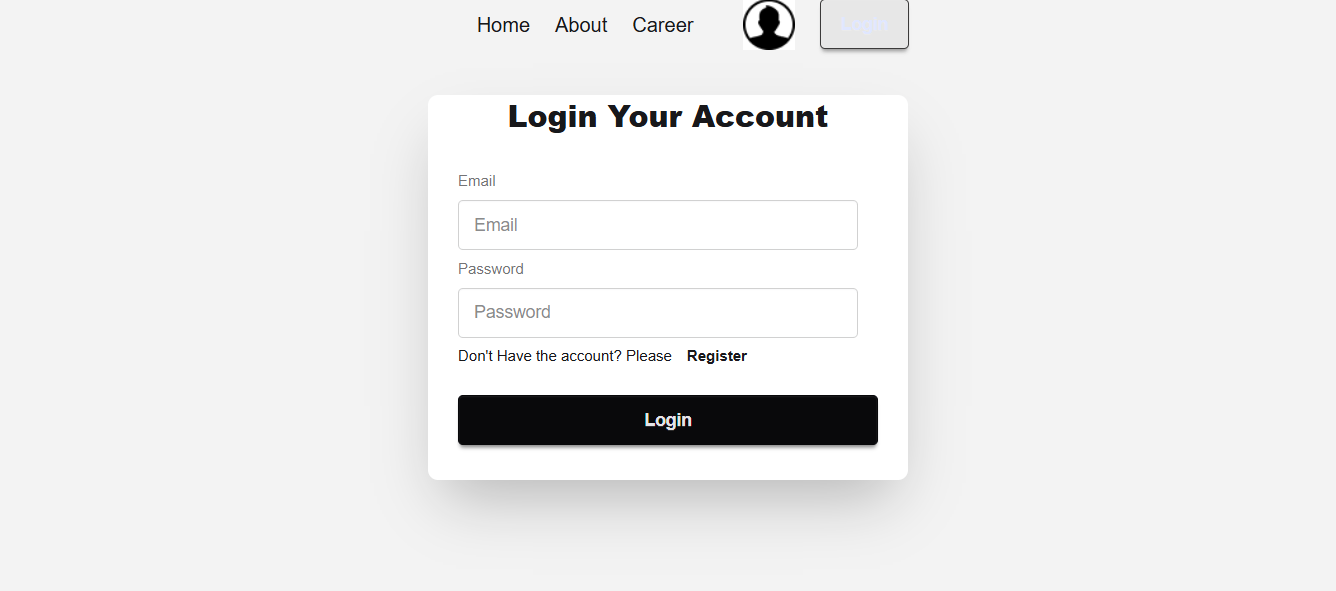 Home About Career Login
Login Your Account
Email
Email
Password
Password
Don't Have the account? Please Register
Login